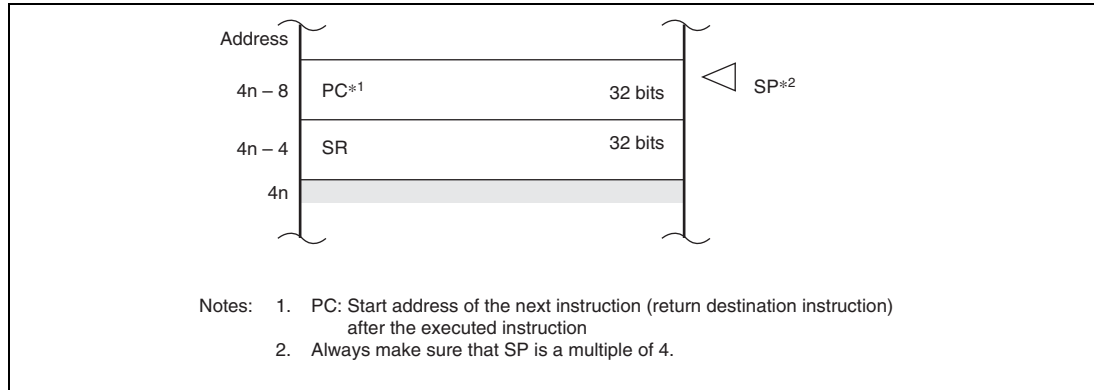 Address
4n – 8 PC*1 32 bits SP*2
4n – 4 SR 32 bits
4n
Notes: 1. PC: Start address of the next instruction (return destination instruction)
after the executed instruction
2. Always make sure that SP is a multiple of 4.